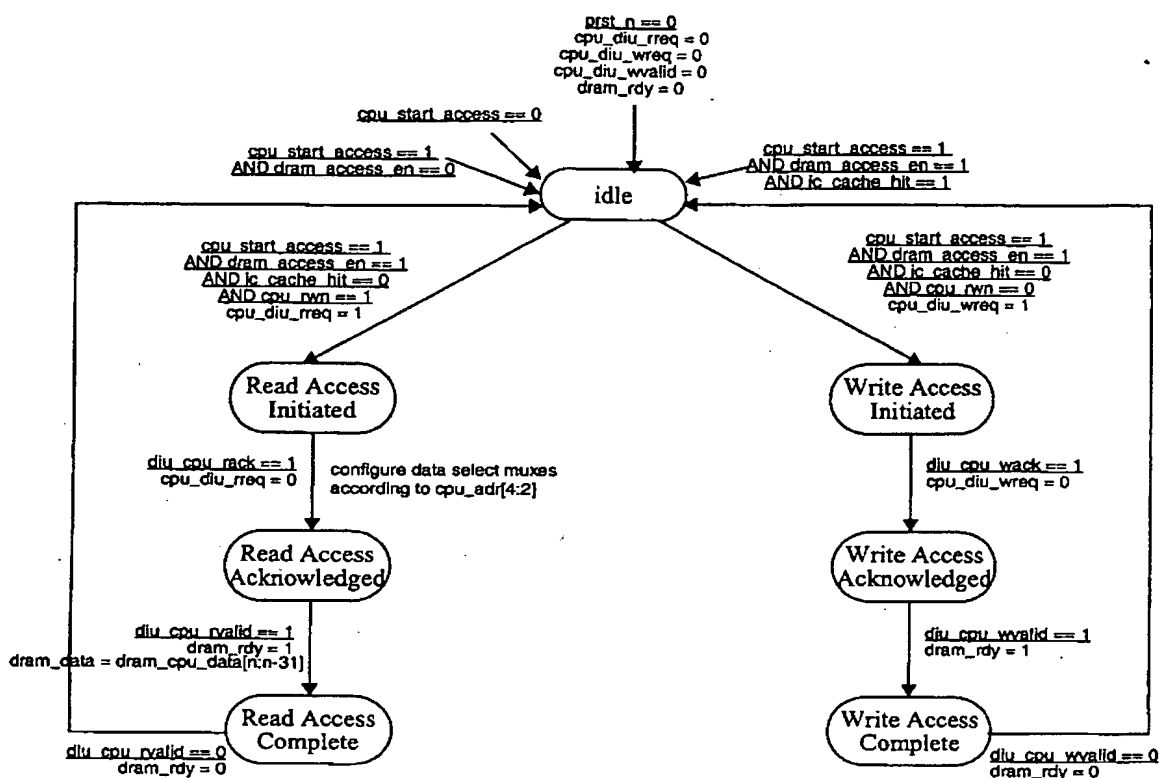 prst_n == 0
cpu_diu_rreq = 0
cpu_diu_wreq = 0
cpu_diu_wvalid = 0
dram_rdy = 0
cpu_start_access == 0
cpu_start_access == 1
AND dram_access_en == 0
cpu_start_access == 1
AND dram_access_en == 1
AND ic_cache_hit == 1
idle
cpu_start_access == 1
AND dram_access_en == 1
AND ic_cache_hit == 0
AND cpu_rwn == 1
cpu_diu_rreq = 1
cpu_start_access == 1
AND dram_access_en == 1
AND ic_cache_hit == 0
AND cpu_rwn == 0
cpu_diu_wreq = 1
Read Access
Initiated
Write Access
Initiated
diu_cpu_rack == 1
cpu_diu_rreq = 0
configure data select muxes
according to cpu_adr[4:2]
diu_cpu_wack == 1
cpu_diu_wreq = 0
Read Access
Acknowledged
Write Access
Acknowledged
diu_cpu_rvalid == 1
dram_rdy = 1
dram_data = dram_cpu_data[n:n-31]
diu_cpu_wvalid == 1
dram_rdy = 1
Read Access
Complete
Write Access
Complete
diu_cpu_rvalid == 0
dram_rdy = 0
diu_cpu_wvalid == 0
dram_rdy = 0